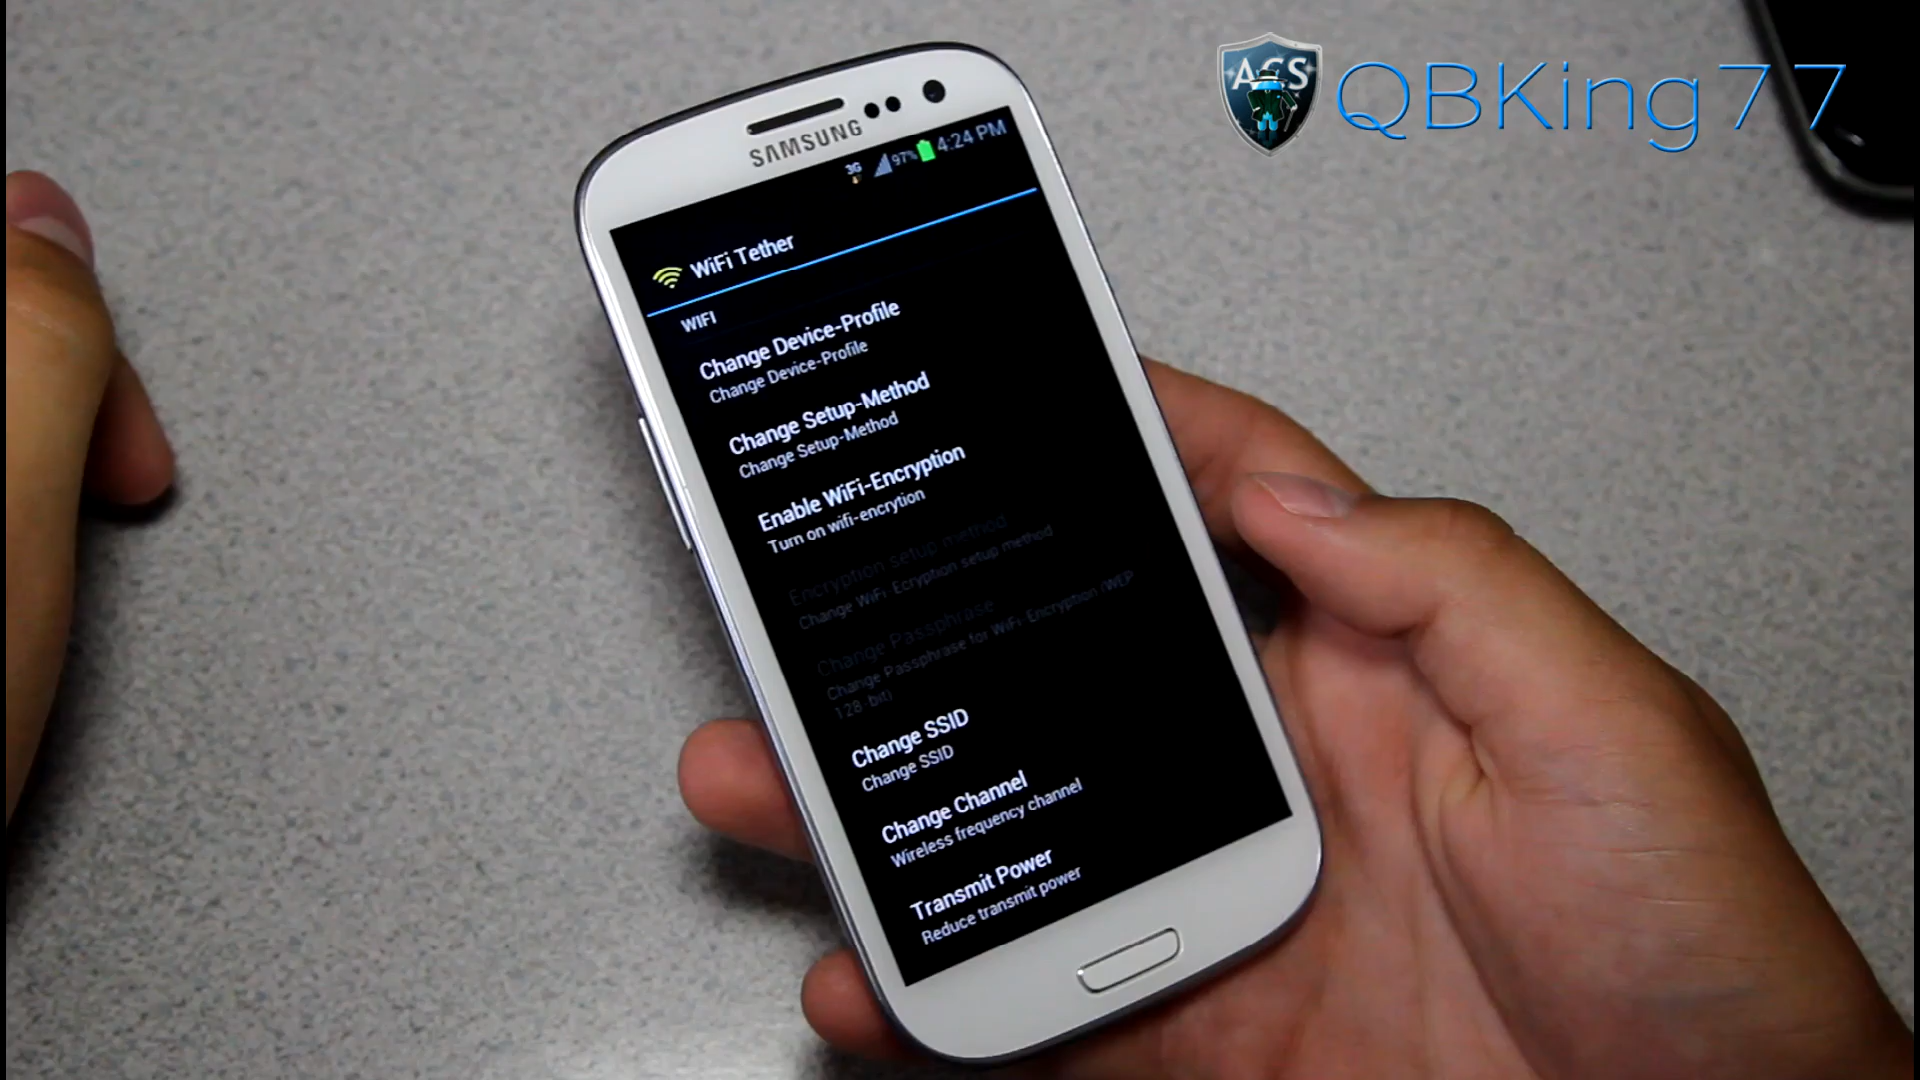 ACS QBKing77
SAMSUNG
3G 97% 4:24 PM
WiFi Tether
WIFI
Change Device-Profile
Change Device-Profile
Change Setup-Method
Change Setup-Method
Enable WiFi-Encryption
Turn on wifi-encrytion
Encryption setup method
Change WiFi-Ecryption setup method
Change Passphrase
Change Passphrase for WiFi-Encryption (WEP
128-bit)
Change SSID
Change SSID
Change Channel
Wireless frequency channel
Transmit Power
Reduce transmit power